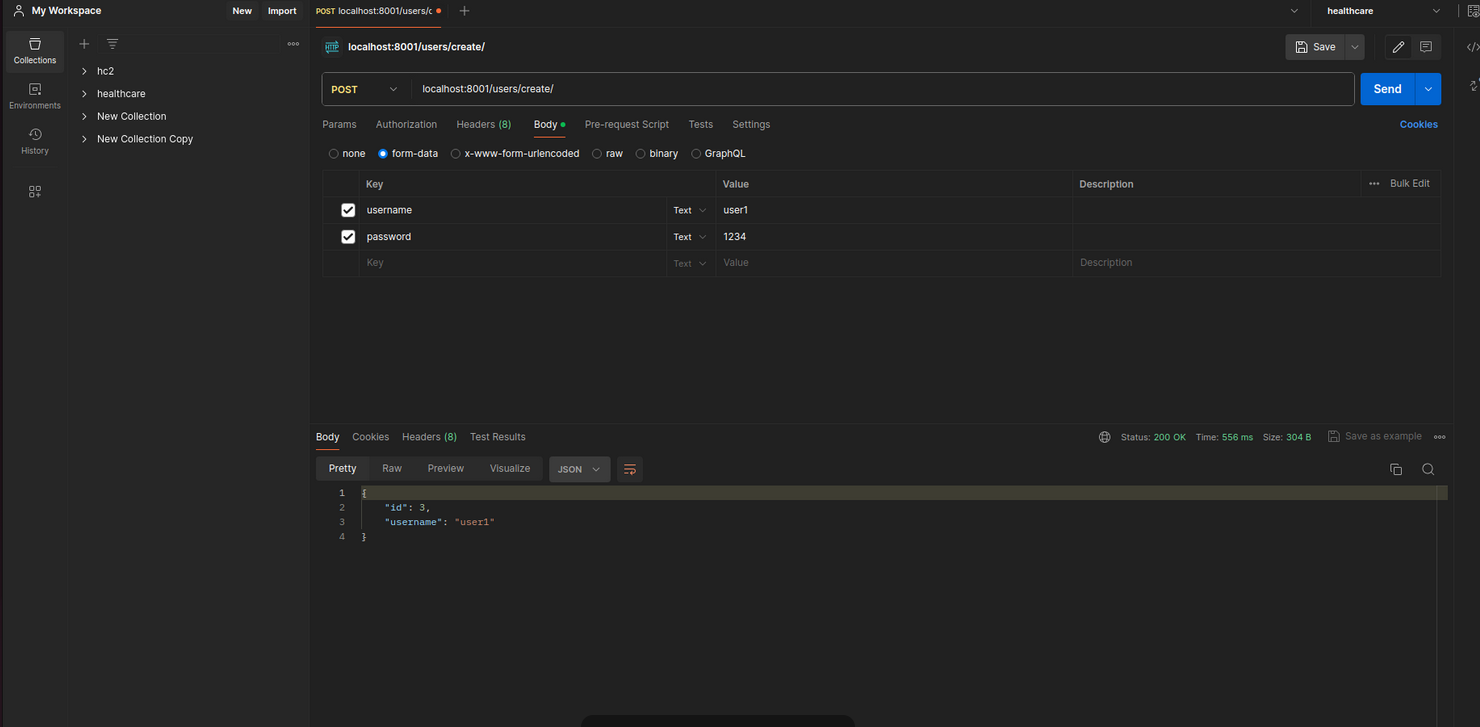 My Workspace New Import POST localhost:8001/users/c healthcare
localhost:8001/users/create/ Save
Collections
hc2
POST localhost:8001/users/create/ Send
healthcare
Environments
New Collection
Params Authorization Headers (8) Body Pre-request Script Tests Settings Cookies
New Collection Copy
History
none form-data x-www-form-urlencoded raw binary GraphQL
Key Value Description Bulk Edit
username Text user1
password Text 1234
Key Text Value Description
Body Cookies Headers (8) Test Results Status: 200 OK Time: 556 ms Size: 304 B Save as example
Pretty Raw Preview Visualize JSON
1 {
2 "id": 3,
3 "username": "user1"
4 }